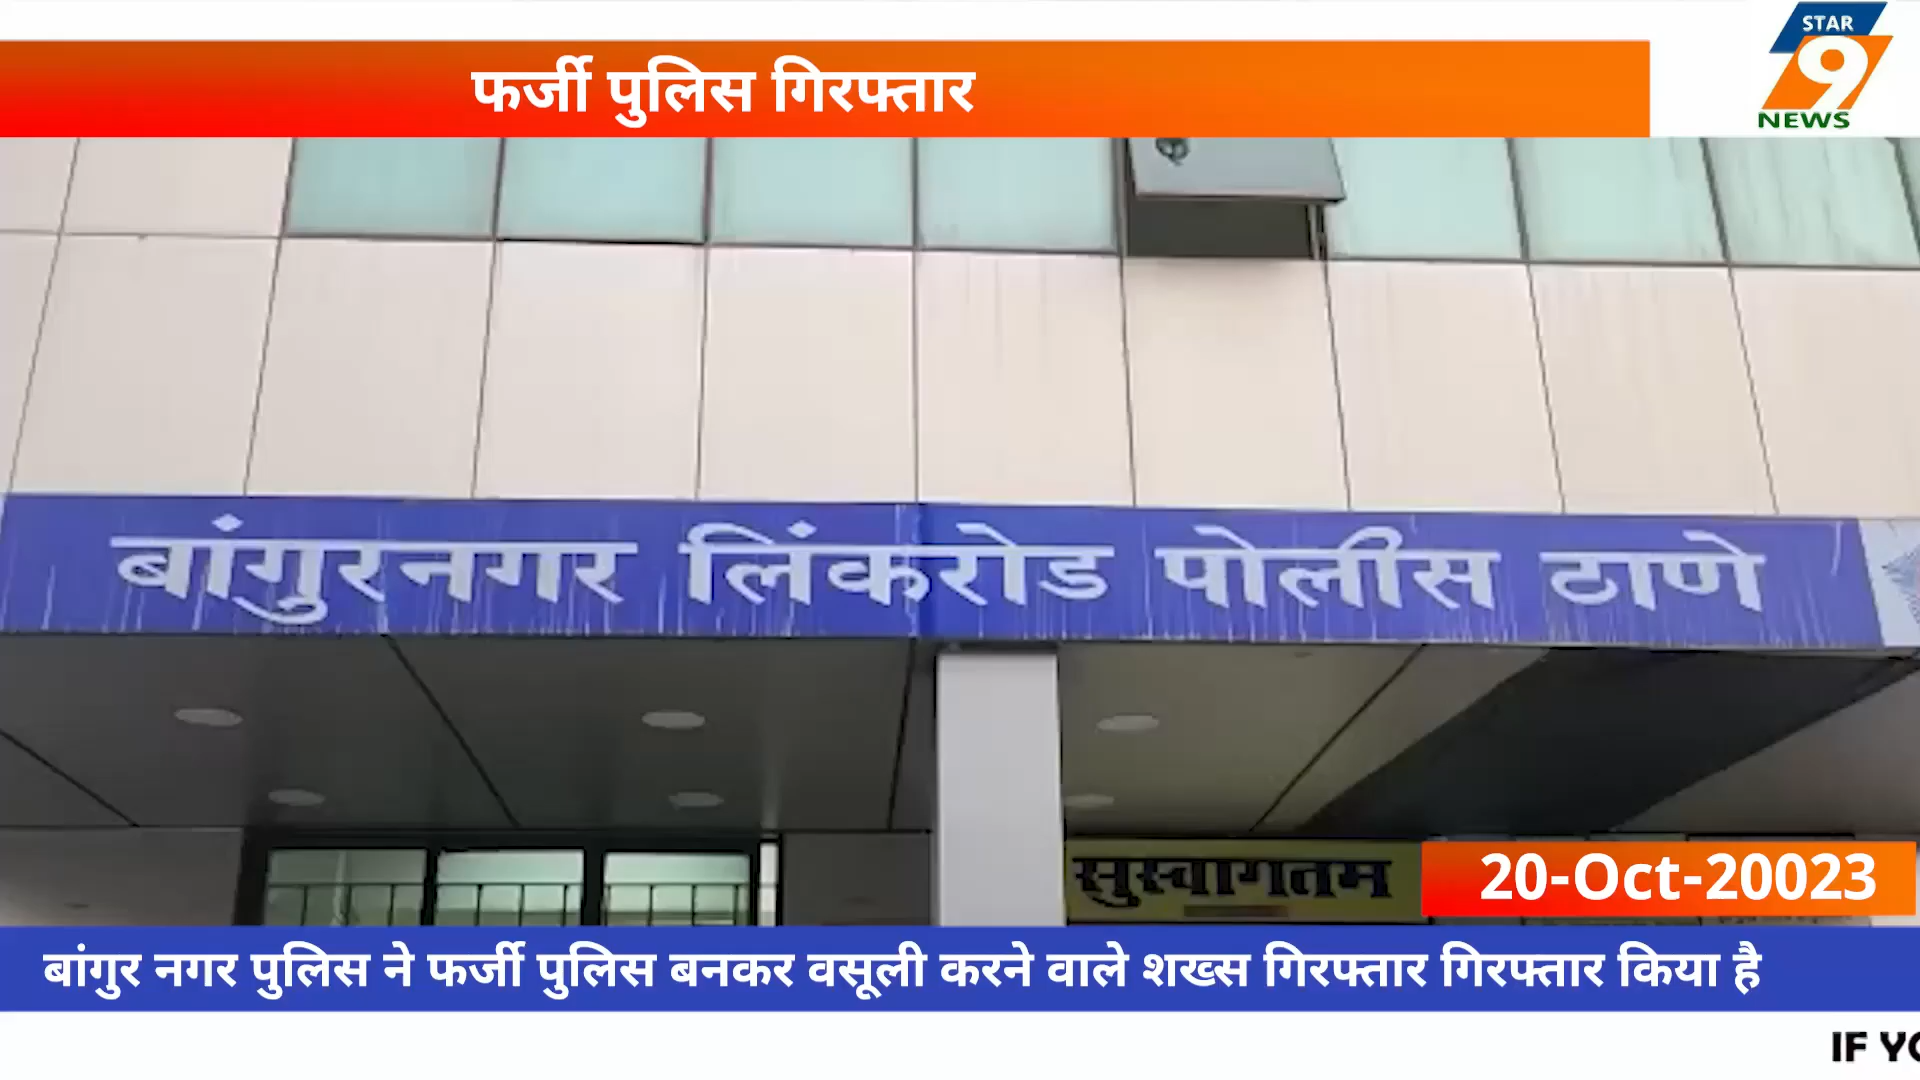 STAR
9
NEWS
फर्जी पुलिस गिरफ्तार
बांगुरनगर लिंकरोड पोलीस ठाणे
सुस्वागतम
20-Oct-20023
बांगुर नगर पुलिस ने फर्जी पुलिस बनकर वसूली करने वाले शख्स गिरफ्तार गिरफ्तार किया है
IF YO